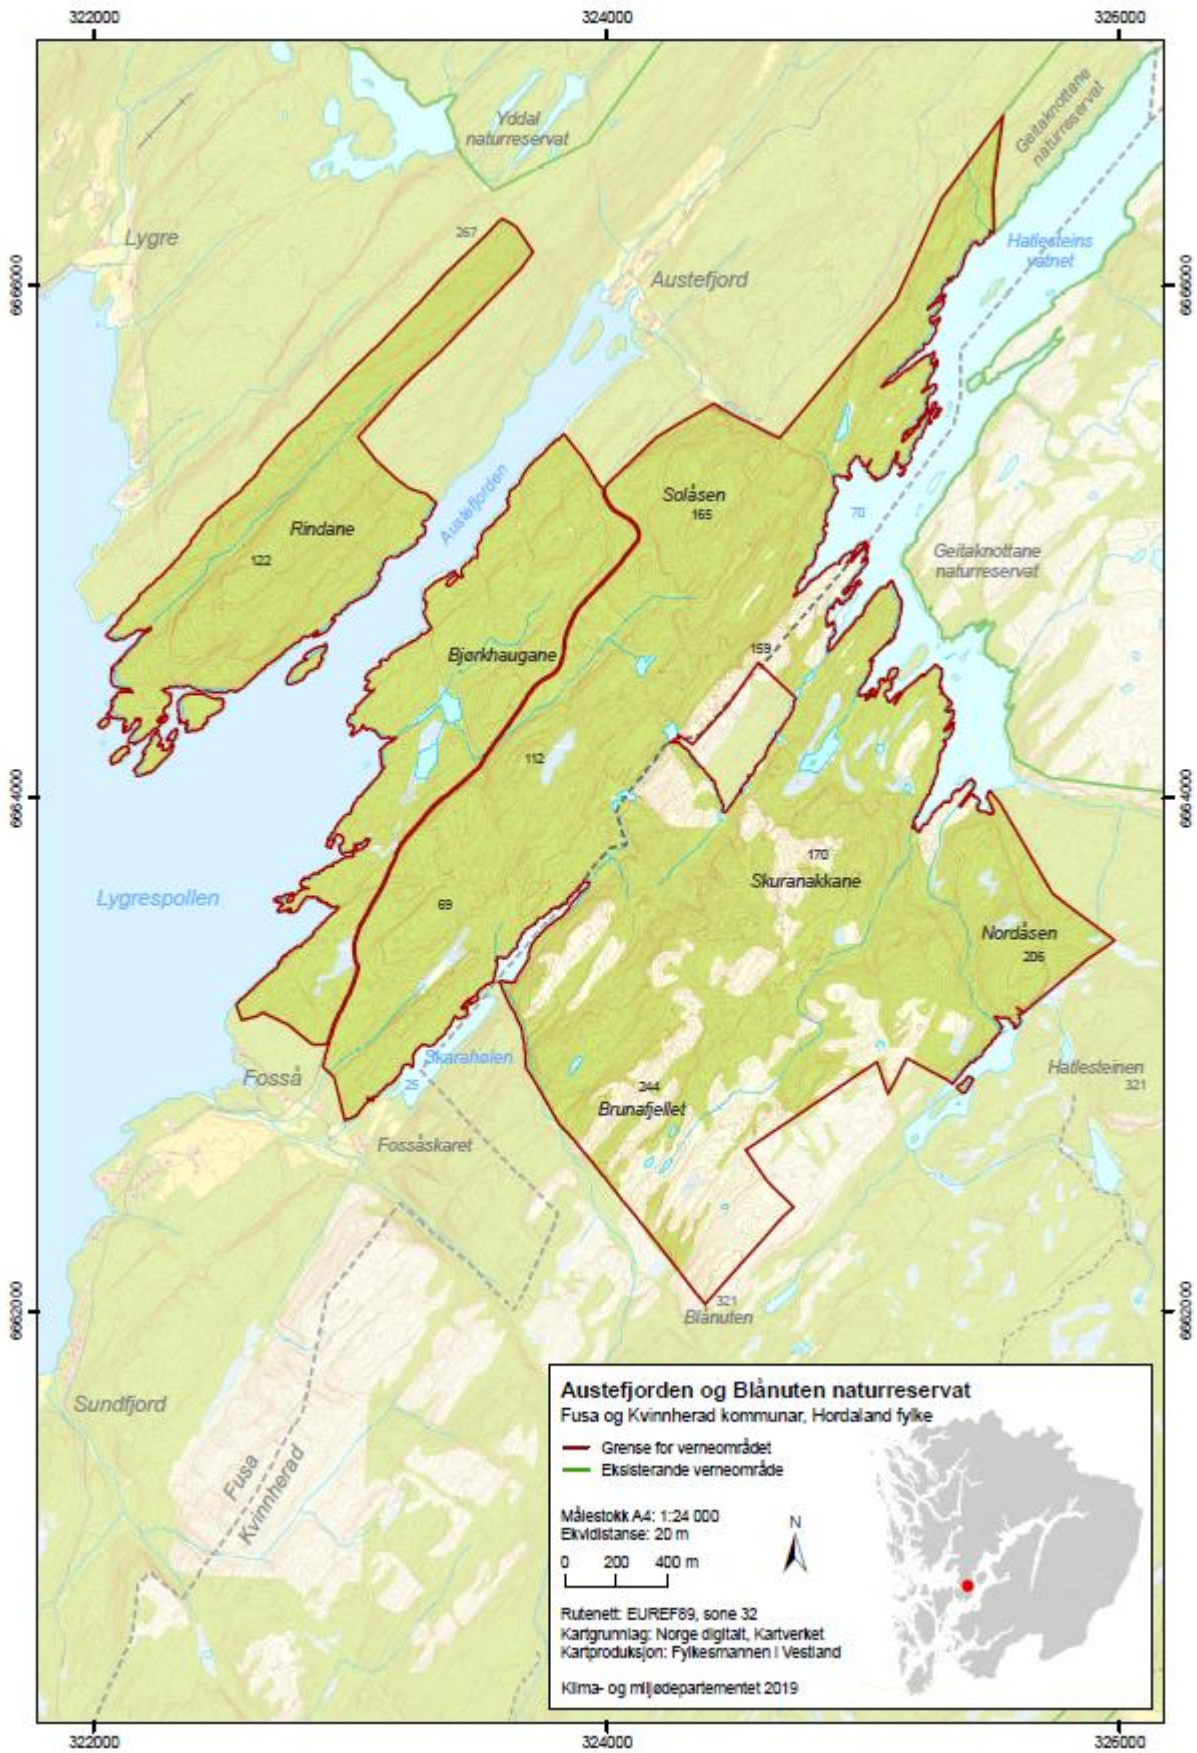 322000
324000
326000
Yddal
naturreservat
Geitaknottane
naturreservat
Lygre
267
Hatlesteins
vatnet
Austefjord
6666000
6666000
Austefjorden
Solåsen
165
70
Rindane
122
Geitaknottane
naturreservat
Bjørkhaugane
159
112
6664000
6664000
170
Skuranakkane
Lygrespollen
69
Nordåsen
206
Skarahølen
25
Fosså
Hatlesteinen
321
244
Brunafjellet
Fossåskaret
321
Blånuten
6662000
6662000
Sundfjord
Fusa
Kvinnherad
Austefjorden og Blånuten naturreservat
Fusa og Kvinnherad kommunar, Hordaland fylke
Grense for verneområdet
Eksisterande verneområde
Målestokk A4: 1:24 000
Ekvidistanse: 20 m
0 200 400 m
N
Rutenett: EUREF89, sone 32
Kartgrunnlag: Norge digitalt, Kartverket
Kartproduksjon: Fylkesmannen i Vestland
Klima- og miljødepartementet 2019
322000
324000
326000